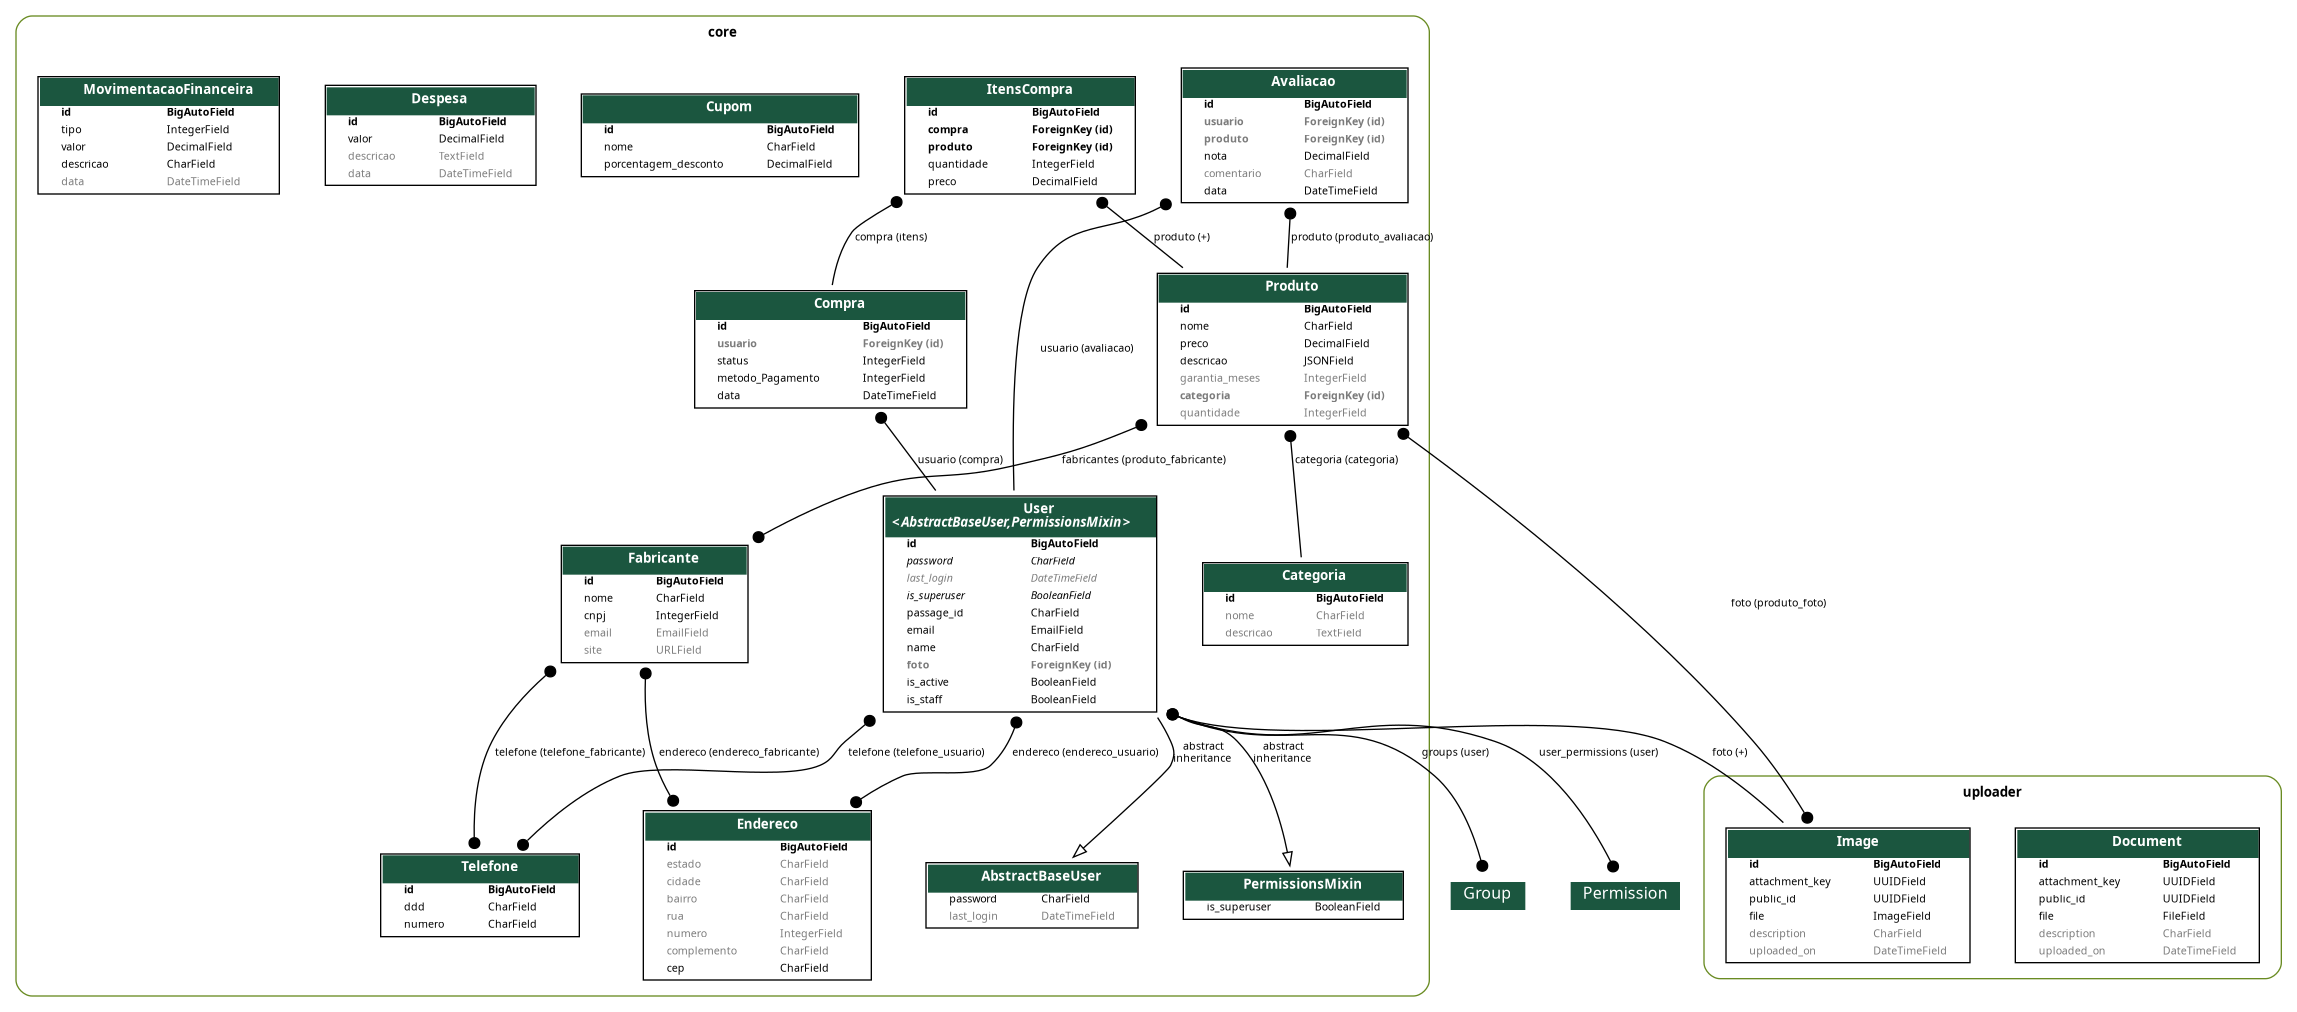 core
MovimentacaoFinanceira
id BigAutoField
tipo IntegerField
valor DecimalField
descricao CharField
data DateTimeField
Despesa
id BigAutoField
valor DecimalField
descricao TextField
data DateTimeField
Cupom
id BigAutoField
nome CharField
porcentagem_desconto DecimalField
ItensCompra
id BigAutoField
compra ForeignKey (id)
produto ForeignKey (id)
quantidade IntegerField
preco DecimalField
Avaliacao
id BigAutoField
usuario ForeignKey (id)
produto ForeignKey (id)
nota DecimalField
comentario CharField
data DateTimeField
compra (itens)
produto (+)
produto (produto_avaliacao)
Compra
id BigAutoField
usuario ForeignKey (id)
status IntegerField
metodo_Pagamento IntegerField
data DateTimeField
usuario (avaliacao)
Produto
id BigAutoField
nome CharField
preco DecimalField
descricao JSONField
garantia_meses IntegerField
categoria ForeignKey (id)
quantidade IntegerField
usuario (compra)
fabricantes (produto_fabricante)
categoria (categoria)
Fabricante
id BigAutoField
nome CharField
cnpj IntegerField
email EmailField
site URLField
User
<AbstractBaseUser,PermissionsMixin>
id BigAutoField
password CharField
last_login DateTimeField
is_superuser BooleanField
passage_id CharField
email EmailField
name CharField
foto ForeignKey (id)
is_active BooleanField
is_staff BooleanField
Categoria
id BigAutoField
nome CharField
descricao TextField
foto (produto_foto)
telefone (telefone_fabricante)
endereco (endereco_fabricante)
telefone (telefone_usuario)
endereco (endereco_usuario)
abstract
inheritance
abstract
inheritance
groups (user)
user_permissions (user)
foto (+)
Telefone
id BigAutoField
ddd CharField
numero CharField
Endereco
id BigAutoField
estado CharField
cidade CharField
bairro CharField
rua CharField
numero IntegerField
complemento CharField
cep CharField
AbstractBaseUser
password CharField
last_login DateTimeField
PermissionsMixin
is_superuser BooleanField
Group
Permission
uploader
Image
id BigAutoField
attachment_key UUIDField
public_id UUIDField
file ImageField
description CharField
uploaded_on DateTimeField
Document
id BigAutoField
attachment_key UUIDField
public_id UUIDField
file FileField
description CharField
uploaded_on DateTimeField